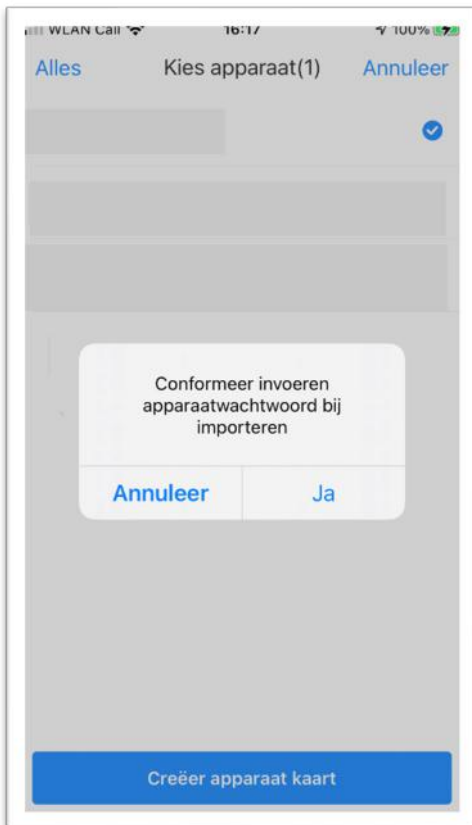 WLAN Call 16:17 100%
Alles Kies apparaat(1) Annuleer
Conformeer invoeren
apparaatwachtwoord bij
importeren
Annuleer Ja
Creëer apparaat kaart